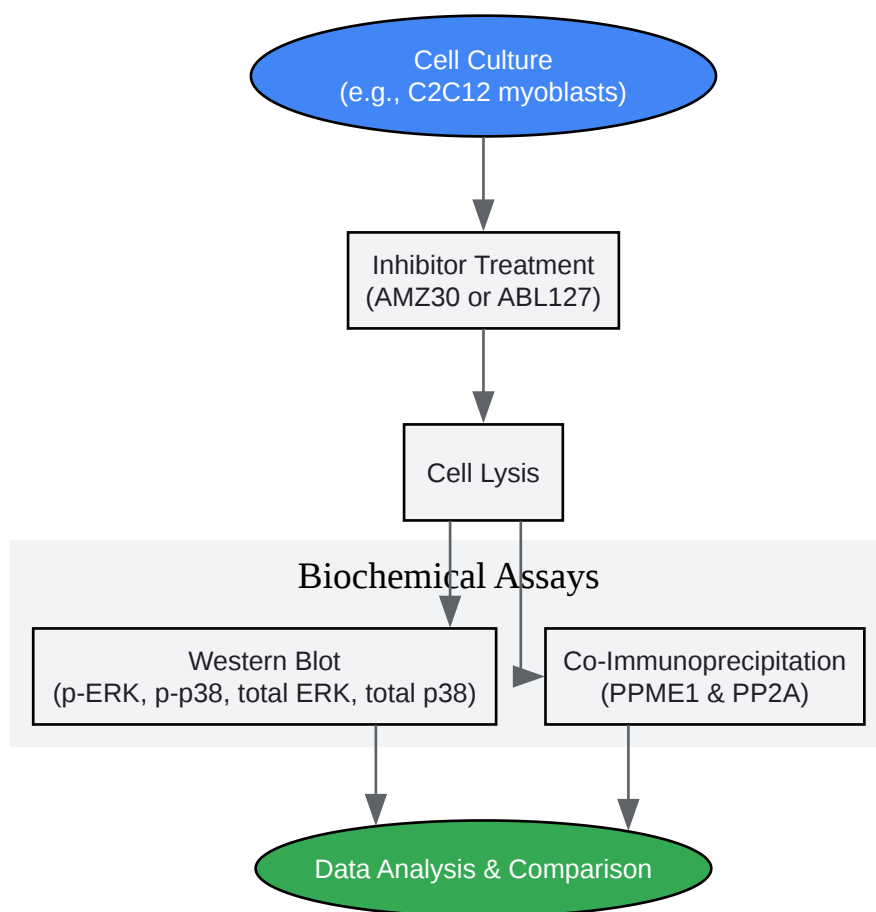 Cell Culture
(e.g., C2C12 myoblasts)
Inhibitor Treatment
(AMZ30 or ABL127)
Cell Lysis
Biochemical Assays
Western Blot
(p-ERK, p-p38, total ERK, total p38)
Co-Immunoprecipitation
(PPME1 & PP2A)
Data Analysis & Comparison